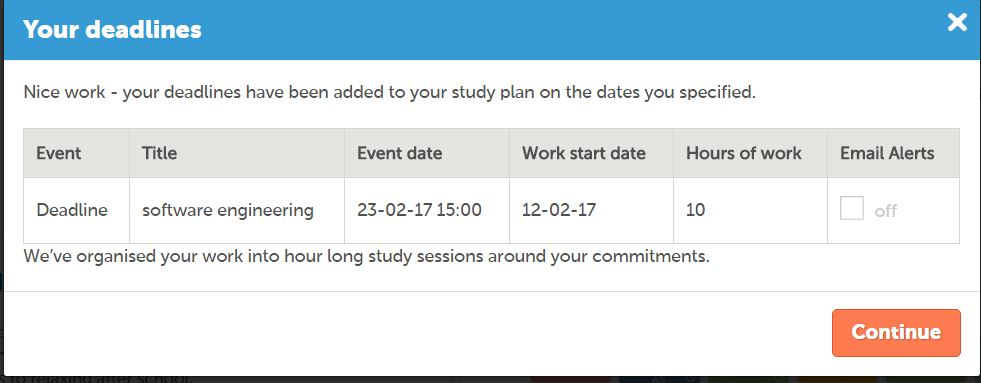 Your deadlines
Nice work - your deadlines have been added to your study plan on the dates you specified.
Event Title Event date Work start date Hours of work Email Alerts
Deadline software engineering 23-02-17 15:00 12-02-17 10 off
We've organised your work into hour long study sessions around your commitments.
Continue
relaxing after school.